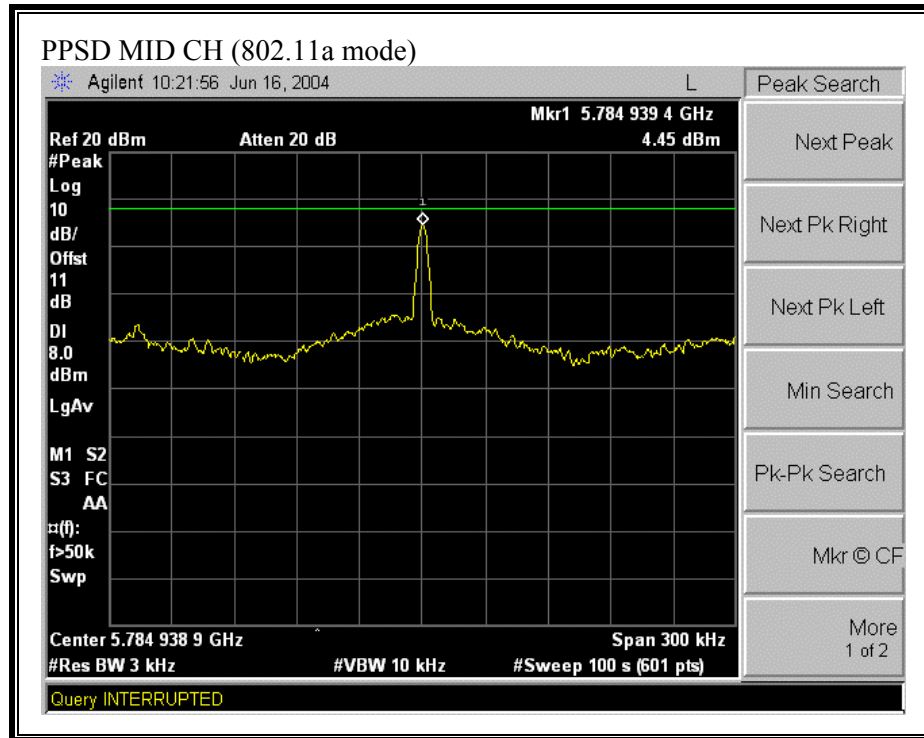 PPSD MID CH (802.11a mode)
Agilent 10:21:56 Jun 16, 2004 L
Peak Search
Mkr1 5.784 939 4 GHz
Ref 20 dBm Atten 20 dB 4.45 dBm
#Peak
Log
10
dB/
Offst
11
dB
DI
8.0
dBm
LgAv
M1 S2
S3 FC
AA
¤(f):
f>50k
Swp
1
Center 5.784 938 9 GHz Span 300 kHz
#Res BW 3 kHz #VBW 10 kHz #Sweep 100 s (601 pts)
Query INTERRUPTED
Next Peak
Next Pk Right
Next Pk Left
Min Search
Pk-Pk Search
Mkr © CF
More
1 of 2